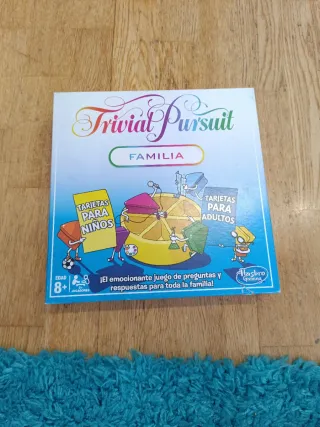 Trivial Pursuit
FAMILIA
TARJETAS
PARA
NIÑOS
TARJETAS
PARA
ADULTOS
EDAD
8+
¡El emocionante juego de preguntas y
respuestas para toda la familia!
Hasbro